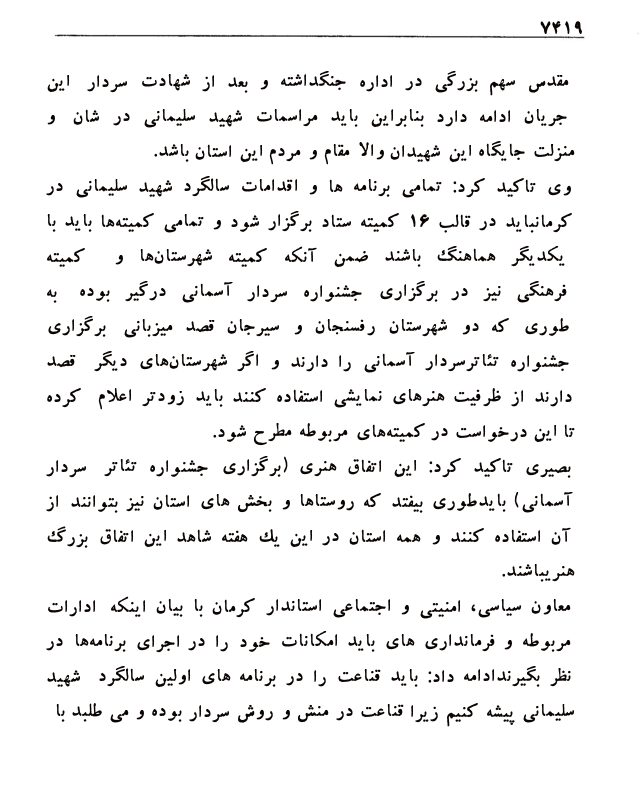 ۷۴۱۹
مقدس سهم بزرگی در اداره جنگداشته و بعد از شهادت سردار این
جریان ادامه دارد بنابراین باید مراسمات شهید سلیمانی در شان و
منزلت جایگاه این شهیدان والا مقام و مردم این استان باشد.
وی تاکید کرد: تمامی برنامه ها و اقدامات سالگرد شهید سلیمانی در
کرمانباید در قالب ۱۶ کمیته ستاد برگزار شود و تمامی کمیته‌ها باید با
یکدیگر هماهنگ باشند ضمن آنکه کمیته شهرستان‌ها و کمیته
فرهنگی نیز در برگزاری جشنواره سردار آسمانی درگیر بوده به
طوری که دو شهرستان رفسنجان و سیرجان قصد میزبانی برگزاری
جشنواره تئاترسردار آسمانی را دارند و اگر شهرستان‌های دیگر قصد
دارند از ظرفیت هنرهای نمایشی استفاده کنند باید زودتر اعلام کرده
تا این درخواست در کمیته‌های مربوطه مطرح شود.
بصیری تاکید کرد: این اتفاق هنری (برگزاری جشنواره تئاتر سردار
آسمانی) بایدطوری بیفتد که روستاها و بخش های استان نیز بتوانند از
آن استفاده کنند و همه استان در این یك هفته شاهد این اتفاق بزرگ
هنریباشند.
معاون سیاسی، امنیتی و اجتماعی استاندار کرمان با بیان اینکه ادارات
مربوطه و فرمانداری های باید امکانات خود را در اجرای برنامه‌ها در
نظر بگیرندادامه داد: باید قناعت را در برنامه های اولین سالگرد شهید
سلیمانی پیشه کنیم زیرا قناعت در منش و روش سردار بوده و می طلبد با